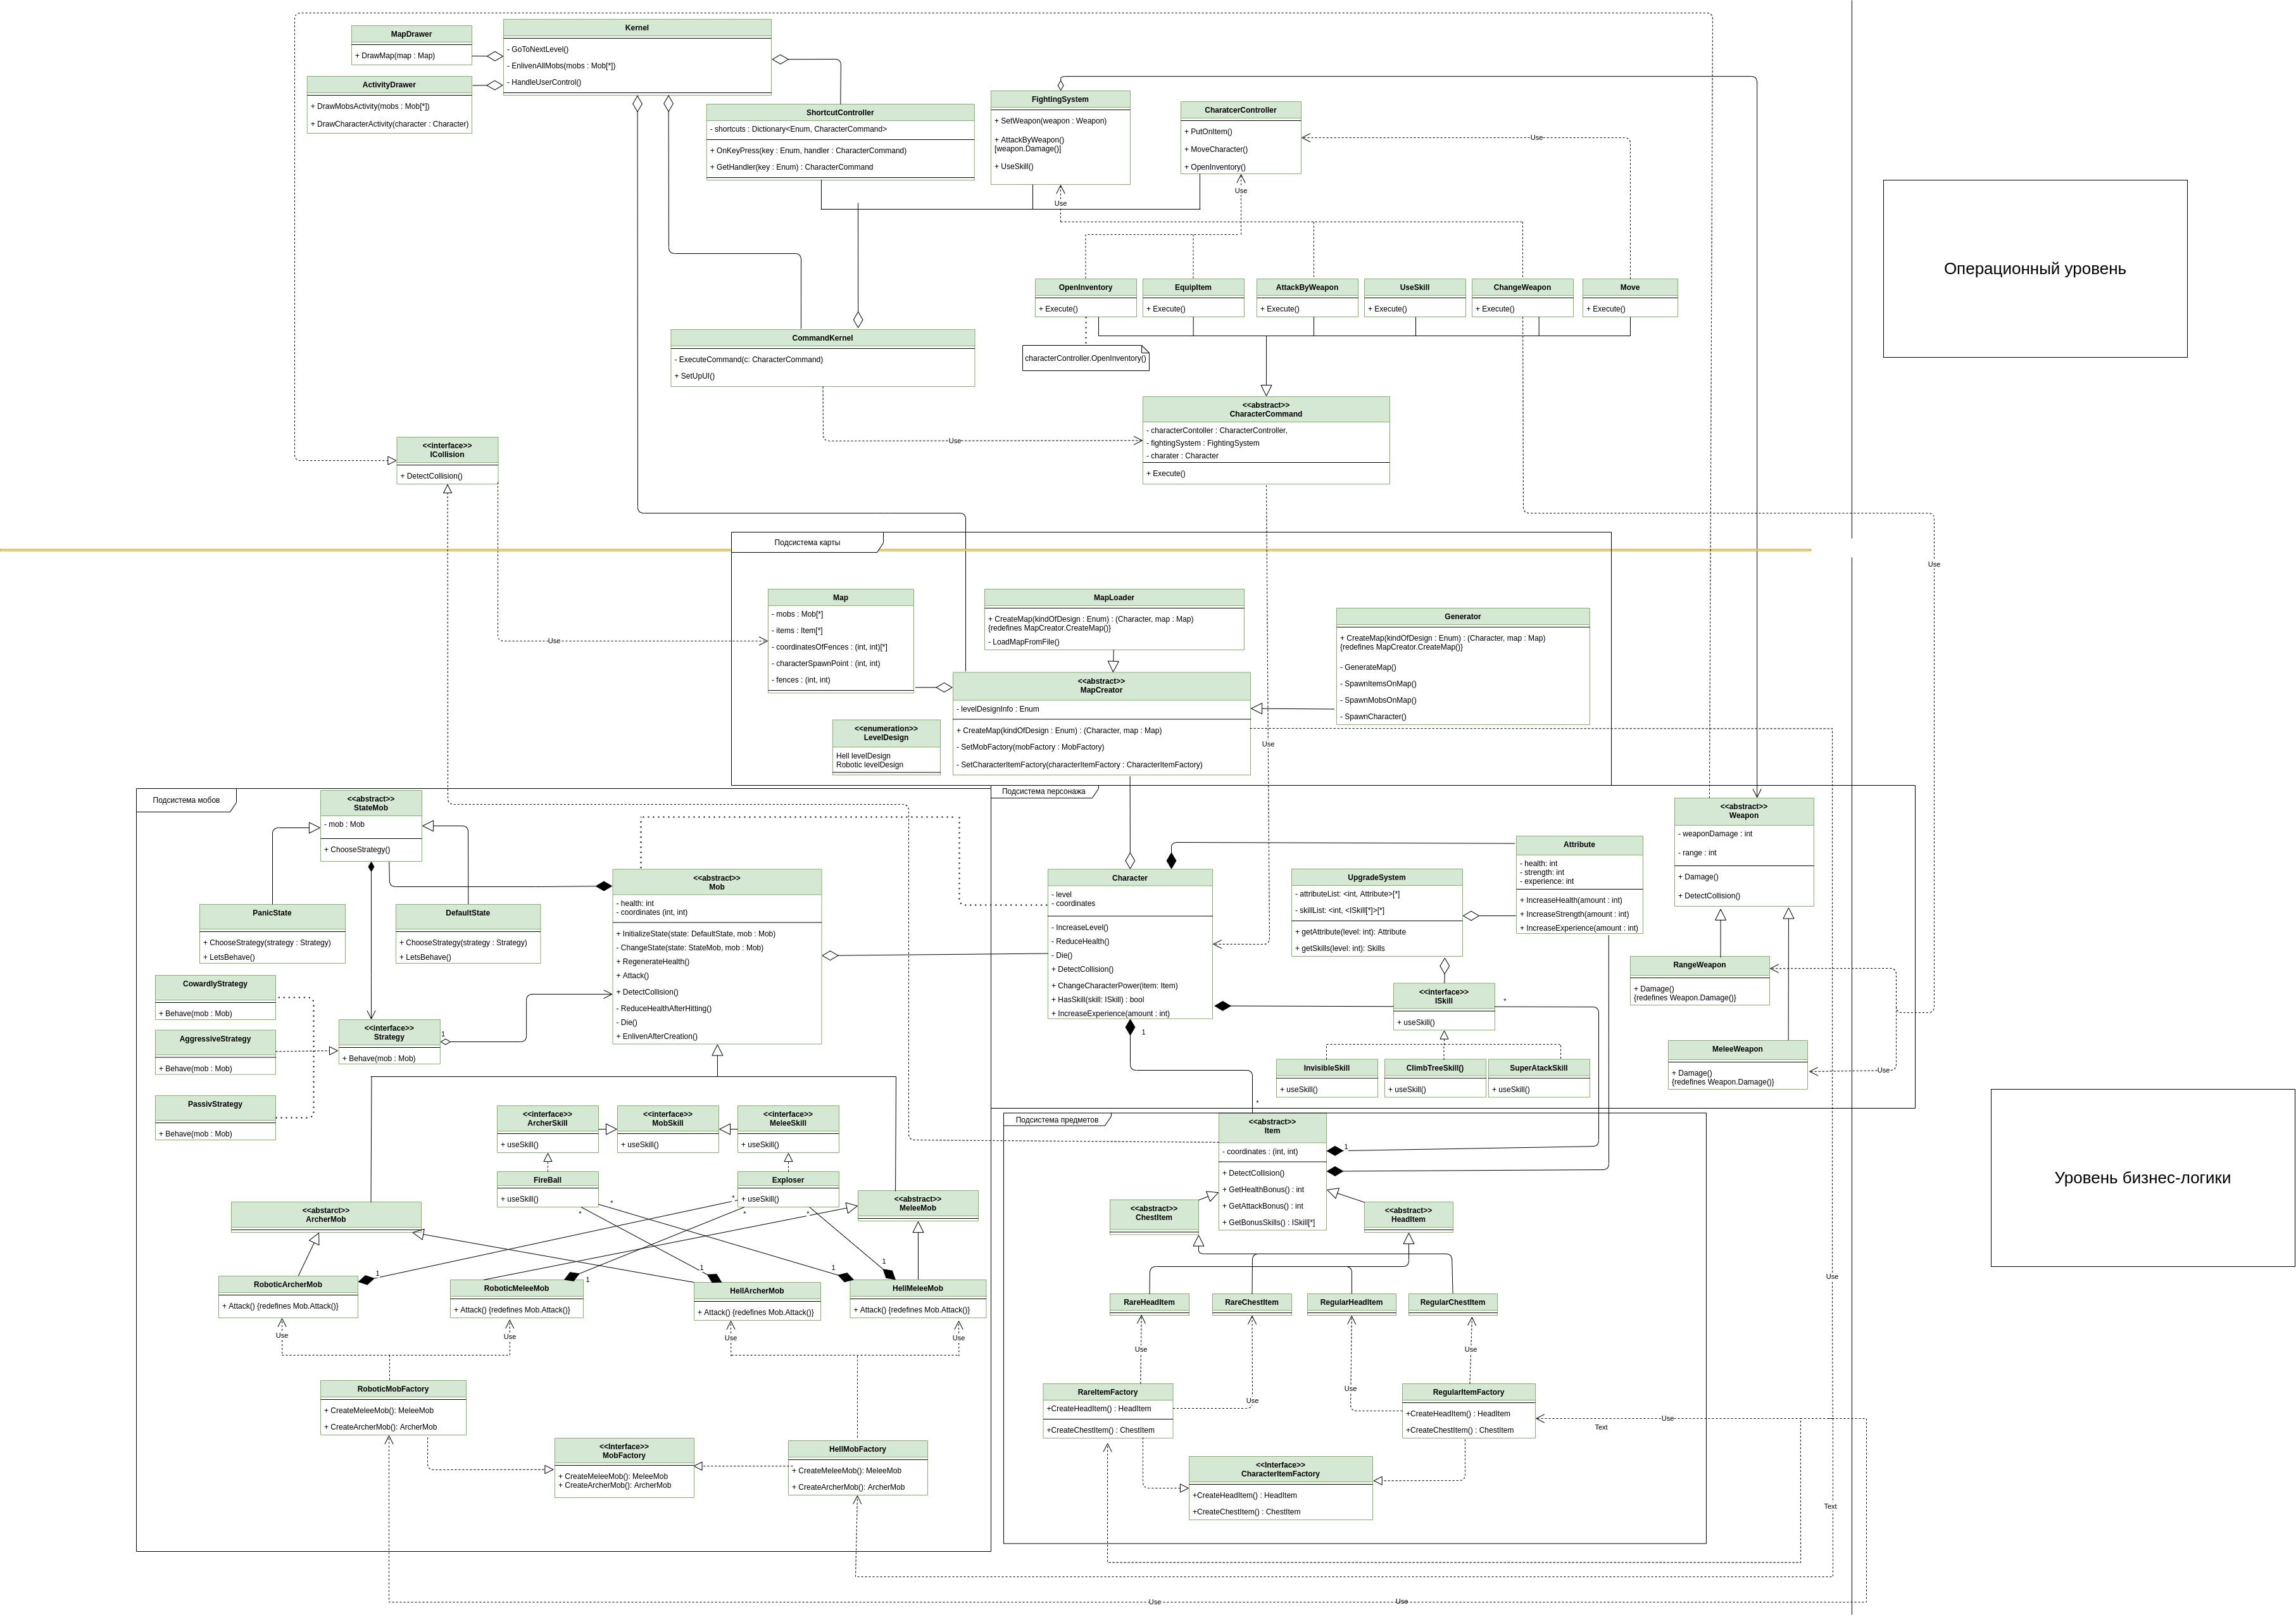 MapDrawer
+ DrawMap(map : Map)
ActivityDrawer
+ DrawMobsActivity(mobs : Mob[*])
+ DrawCharacterActivity(character : Character)
Kernel
- GoToNextLevel()
- EnlivenAllMobs(mobs : Mob[*])
- HandleUserControl()
ShortcutController
- shortcuts : Dictionary<Enum, CharacterCommand>
+ OnKeyPress(key : Enum, handler : CharacterCommand)
+ GetHandler(key : Enum) : CharacterCommand
FightingSystem
+ SetWeapon(weapon : Weapon)
+ AttackByWeapon()
[weapon.Damage()]
+ UseSkill()
CharatcerController
+ PutOnItem()
+ MoveCharacter()
+ OpenInventory()
Use
Use
Use
Операционный уровень
OpenInventory
+ Execute()
EquipItem
+ Execute()
AttackByWeapon
+ Execute()
UseSkill
+ Execute()
ChangeWeapon
+ Execute()
Move
+ Execute()
characterController.OpenInventory()
CommandKernel
- ExecuteCommand(c: CharacterCommand)
+ SetUpUI()
Use
<<abstract>>
CharacterCommand
- characterContoller : CharacterController,
- fightingSystem : FightingSystem
- charater : Character
+ Execute()
<<interface>>
ICollision
+ DetectCollision()
Use
Use
Подсистема карты
Map
- mobs : Mob[*]
- items : Item[*]
- coordinatesOfFences : (int, int)[*]
- characterSpawnPoint : (int, int)
- fences : (int, int)
MapLoader
+ CreateMap(kindOfDesign : Enum) : (Character, map : Map)
{redefines MapCreator.CreateMap()}
- LoadMapFromFile()
Generator
+ CreateMap(kindOfDesign : Enum) : (Character, map : Map)
{redefines MapCreator.CreateMap()}
- GenerateMap()
- SpawnItemsOnMap()
- SpawnMobsOnMap()
- SpawnCharacter()
<<abstract>>
MapCreator
- levelDesignInfo : Enum
+ CreateMap(kindOfDesign : Enum) : (Character, map : Map)
- SetMobFactory(mobFactory : MobFactory)
- SetCharacterItemFactory(characterItemFactory : CharacterItemFactory)
<<enumeration>>
LevelDesign
Hell levelDesign
Robotic levelDesign
Use
Подсистема мобов
<<abstract>>
StateMob
- mob : Mob
+ ChooseStrategy()
PanicState
+ ChooseStrategy(strategy : Strategy)
+ LetsBehave()
DefaultState
+ ChooseStrategy(strategy : Strategy)
+ LetsBehave()
CowardlyStrategy
+ Behave(mob : Mob)
AggressiveStrategy
+ Behave(mob : Mob)
PassivStrategy
+ Behave(mob : Mob)
<<interface>>
Strategy
+ Behave(mob : Mob)
1
<<abstract>>
Mob
- health: int
- coordinates (int, int)
+ InitializeState(state: DefaultState, mob : Mob)
- ChangeState(state: StateMob, mob : Mob)
+ RegenerateHealth()
+ Attack()
+ DetectCollision()
- ReduceHealthAfterHitting()
- Die()
+ EnlivenAfterCreation()
Подсистема персонажа
Character
- level
- coordinates
- IncreaseLevel()
- ReduceHealth()
- Die()
+ DetectCollision()
+ ChangeCharacterPower(item: Item)
+ HasSkill(skill: ISkill) : bool
+ IncreaseExperience(amount : int)
1
*
UpgradeSystem
- attributeList: <int, Attribute>[*]
- skillList: <int, <ISkill[*]>[*]
+ getAttribute(level: int): Attribute
+ getSkills(level: int): Skills
Attribute
- health: int
- strength: int
- experience: int
+ IncreaseHealth(amount : int)
+ IncreaseStrength(amount : int)
+ IncreaseExperience(amount : int)
<<abstract>>
Weapon
- weaponDamage : int
- range : int
+ Damage()
+ DetectCollision()
RangeWeapon
+ Damage()
{redefines Weapon.Damage()}
MeleeWeapon
+ Damage()
{redefines Weapon.Damage()}
Use
<<interface>>
ISkill
+ useSkill()
*
InvisibleSkill
+ useSkill()
ClimbTreeSkill()
+ useSkill()
SuperAtackSkill
+ useSkill()
Уровень бизнес-логики
<<interface>>
ArcherSkill
+ useSkill()
<<interface>>
MobSkill
+ useSkill()
<<interface>>
MeleeSkill
+ useSkill()
FireBall
+ useSkill()
Exploser
+ useSkill()
*
*
*
*
*
<<abstarct>>
ArcherMob
<<abstract>>
MeleeMob
RoboticArcherMob
+ Attack() {redefines Mob.Attack()}
1
RoboticMeleeMob
+ Attack() {redefines Mob.Attack()}
1
HellArcherMob
+ Attack() {redefines Mob.Attack()}
1
HellMeleeMob
+ Attack() {redefines Mob.Attack()}
1
1
Use
Use
Use
Use
RoboticMobFactory
+ CreateMeleeMob(): MeleeMob
+ CreateArcherMob(): ArcherMob
<<Interface>>
MobFactory
+ CreateMeleeMob(): MeleeMob
+ CreateArcherMob(): ArcherMob
HellMobFactory
+ CreateMeleeMob(): MeleeMob
+ CreateArcherMob(): ArcherMob
Подсистема предметов
<<abstract>>
Item
- coordinates : (int, int)
+ DetectCollision()
+ GetHealthBonus() : int
+ GetAttackBonus() : int
+ GetBonusSkills() : ISkill[*]
1
<<abstract>>
ChestItem
<<abstract>>
HeadItem
RareHeadItem
RareChestItem
RegularHeadItem
RegularChestItem
Use
Use
Use
Use
RareItemFactory
+CreateHeadItem() : HeadItem
+CreateChestItem() : ChestItem
RegularItemFactory
+CreateHeadItem() : HeadItem
+CreateChestItem() : ChestItem
<<Interface>>
CharacterItemFactory
+CreateHeadItem() : HeadItem
+CreateChestItem() : ChestItem
Use
Use
Text
Text
Use
Use